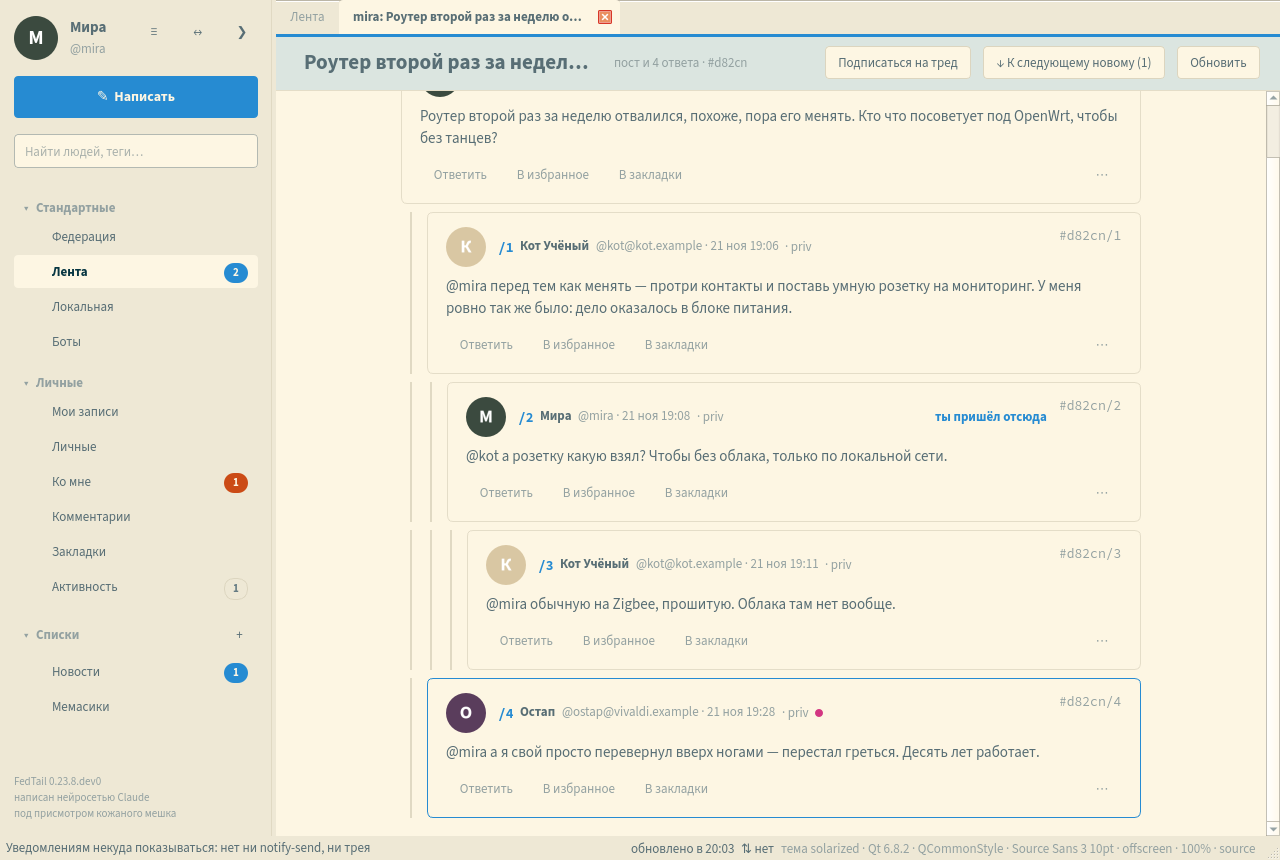 М
Мира
@mira
✎ Написать
Найти людей, теги…
Стандартные
Федерация
Лента 2
Локальная
Боты
Личные
Мои записи
Личные
Ко мне 1
Комментарии
Закладки
Активность 1
Списки +
Новости 1
Мемасики
FedTail 0.23.8.dev0
написан нейросетью Claude
под присмотром кожаного мешка
Лента
mira: Роутер второй раз за неделю о…
Роутер второй раз за недел…
пост и 4 ответа · #d82cn
Подписаться на тред
↓ К следующему новому (1)
Обновить
Роутер второй раз за неделю отвалился, похоже, пора его менять. Кто что посоветует под OpenWrt, чтобы
без танцев?
Ответить В избранное В закладки ···
К /1 Кот Учёный @kot@kot.example · 21 ноя 19:06 · priv #d82cn/1
@mira перед тем как менять — протри контакты и поставь умную розетку на мониторинг. У меня
ровно так же было: дело оказалось в блоке питания.
Ответить В избранное В закладки ···
М /2 Мира @mira · 21 ноя 19:08 · priv ты пришёл отсюда #d82cn/2
@kot а розетку какую взял? Чтобы без облака, только по локальной сети.
Ответить В избранное В закладки ···
К /3 Кот Учёный @kot@kot.example · 21 ноя 19:11 · priv #d82cn/3
@mira обычную на Zigbee, прошитую. Облака там нет вообще.
Ответить В избранное В закладки ···
О /4 Остап @ostap@vivaldi.example · 21 ноя 19:28 · priv #d82cn/4
@mira а я свой просто перевернул вверх ногами — перестал греться. Десять лет работает.
Ответить В избранное В закладки ···
Уведомлениям некуда показываться: нет ни notify-send, ни трея
обновлено в 20:03 ⇅ нет тема solarized · Qt 6.8.2 · QCommonStyle · Source Sans 3 10pt · offscreen · 100% · source